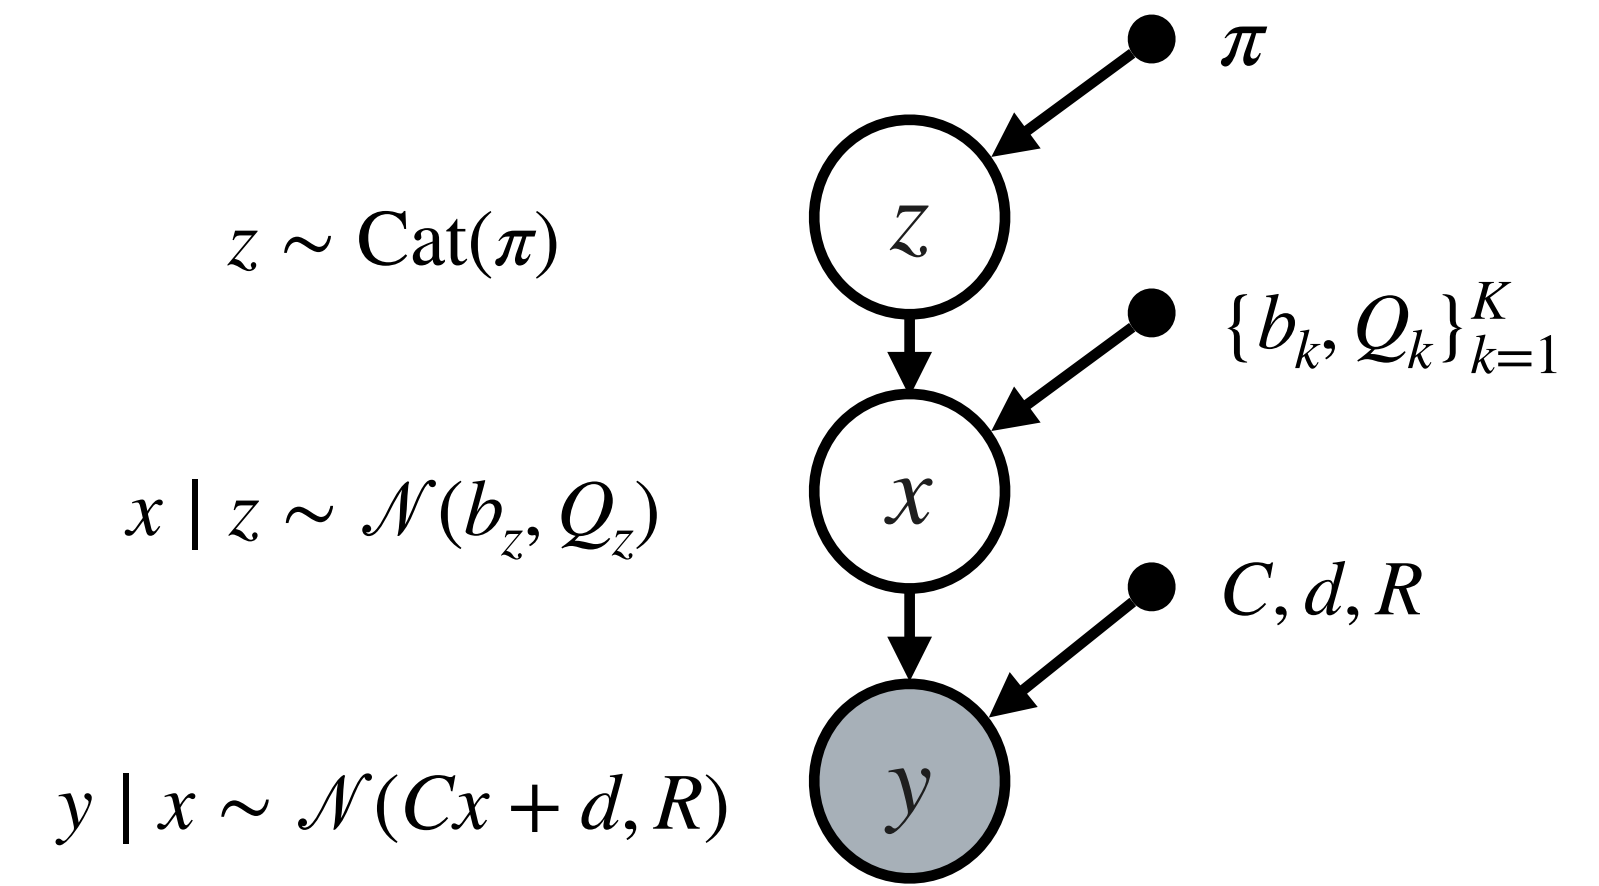 π
z
z ∼ Cat(π)
{b_k, Q_k}_{k=1}^K
x
x | z ∼ 𝒩(b_z, Q_z)
C, d, R
y
y | x ∼ 𝒩(Cx + d, R)